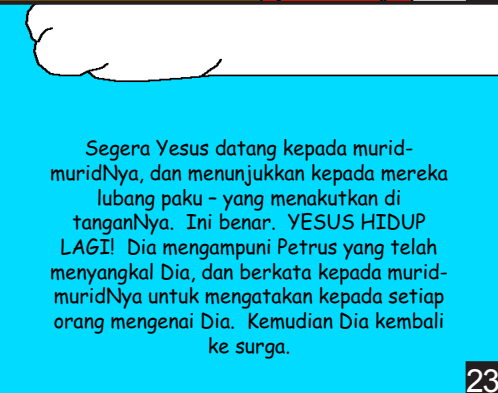 Segera Yesus datang kepada murid-
muridNya, dan menunjukkan kepada mereka
lubang paku – yang menakutkan di
tanganNya. Ini benar. YESUS HIDUP
LAGI! Dia mengampuni Petrus yang telah
menyangkal Dia, dan berkata kepada murid-
muridNya untuk mengatakan kepada setiap
orang mengenai Dia. Kemudian Dia kembali
ke surga.
23